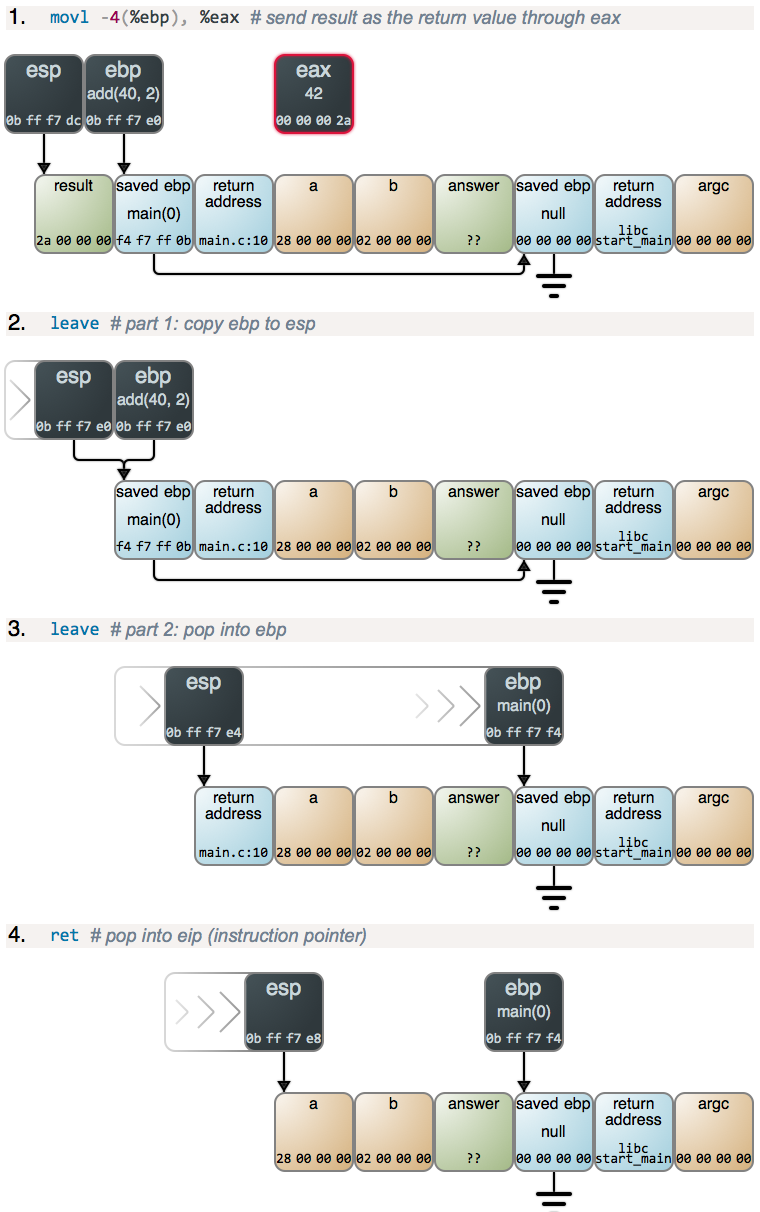 1. movl -4(%ebp), %eax # send result as the return value through eax
esp ebp eax
add(40, 2) 42
0b ff f7 dc 0b ff f7 e0 00 00 00 2a
result saved ebp return a b answer saved ebp return argc
address address
main(0) null
libc
2a 00 00 00 f4 f7 ff 0b main.c:10 28 00 00 00 02 00 00 00 ?? 00 00 00 00 start_main 00 00 00 00
2. leave # part 1: copy ebp to esp
esp ebp
add(40, 2)
0b ff f7 e0 0b ff f7 e0
saved ebp return a b answer saved ebp return argc
address address
main(0) null
libc
f4 f7 ff 0b main.c:10 28 00 00 00 02 00 00 00 ?? 00 00 00 00 start_main 00 00 00 00
3. leave # part 2: pop into ebp
esp ebp
main(0)
0b ff f7 e4 0b ff f7 f4
return a b answer saved ebp return argc
address address
null
libc
main.c:10 28 00 00 00 02 00 00 00 ?? 00 00 00 00 start_main 00 00 00 00
4. ret # pop into eip (instruction pointer)
esp ebp
main(0)
0b ff f7 e8 0b ff f7 f4
a b answer saved ebp return argc
address
null
libc
28 00 00 00 02 00 00 00 ?? 00 00 00 00 start_main 00 00 00 00